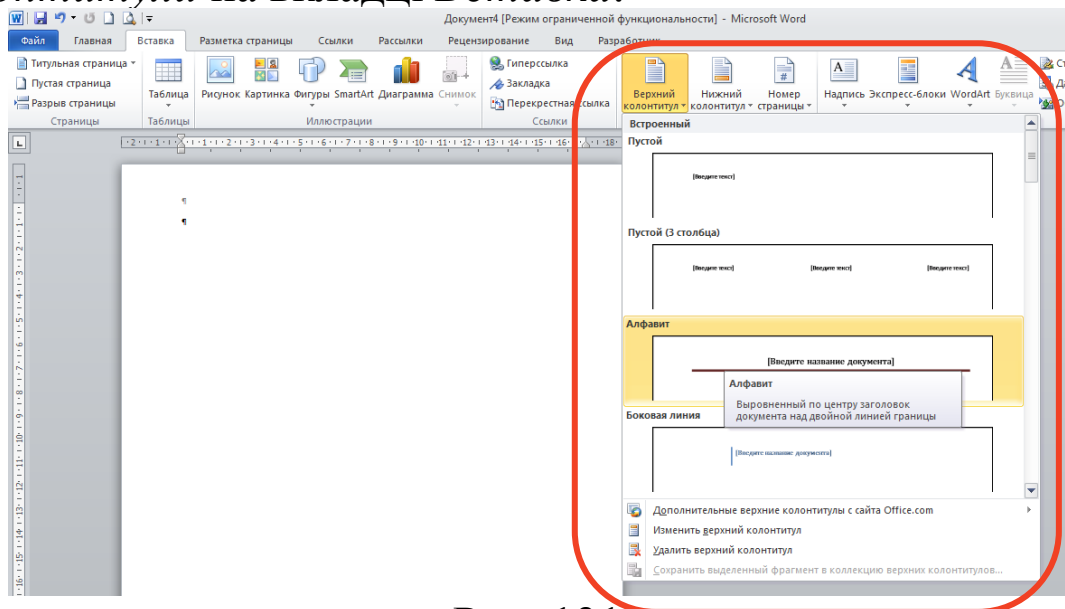 на вкладці Вставка.
Документ4 [Режим ограниченной функциональности] - Microsoft Word
Файл Главная Вставка Разметка страницы Ссылки Рассылки Рецензирование Вид
Титульная страница Гиперссылка
Пустая страница Закладка
Разрыв страницы Перекрестная ссылка
Таблица Рисунок Картинка Фигуры SmartArt Диаграмма Снимок
Верхний колонтитул Нижний колонтитул Номер страницы Надпись Экспресс-блоки WordArt Буквица
Страницы Таблицы Иллюстрации Ссылки
Встроенный
Пустой
[Введите текст]
Пустой (3 столбца)
[Введите текст] [Введите текст] [Введите текст]
Алфавит
[Введите название документа]
Алфавит
Выровненный по центру заголовок
документа над двойной линией границы
Боковая линия
[Введите название документа]
Дополнительные верхние колонтитулы с сайта Office.com
Изменить верхний колонтитул
Удалить верхний колонтитул
Сохранить выделенный фрагмент в коллекцию верхних колонтитулов...